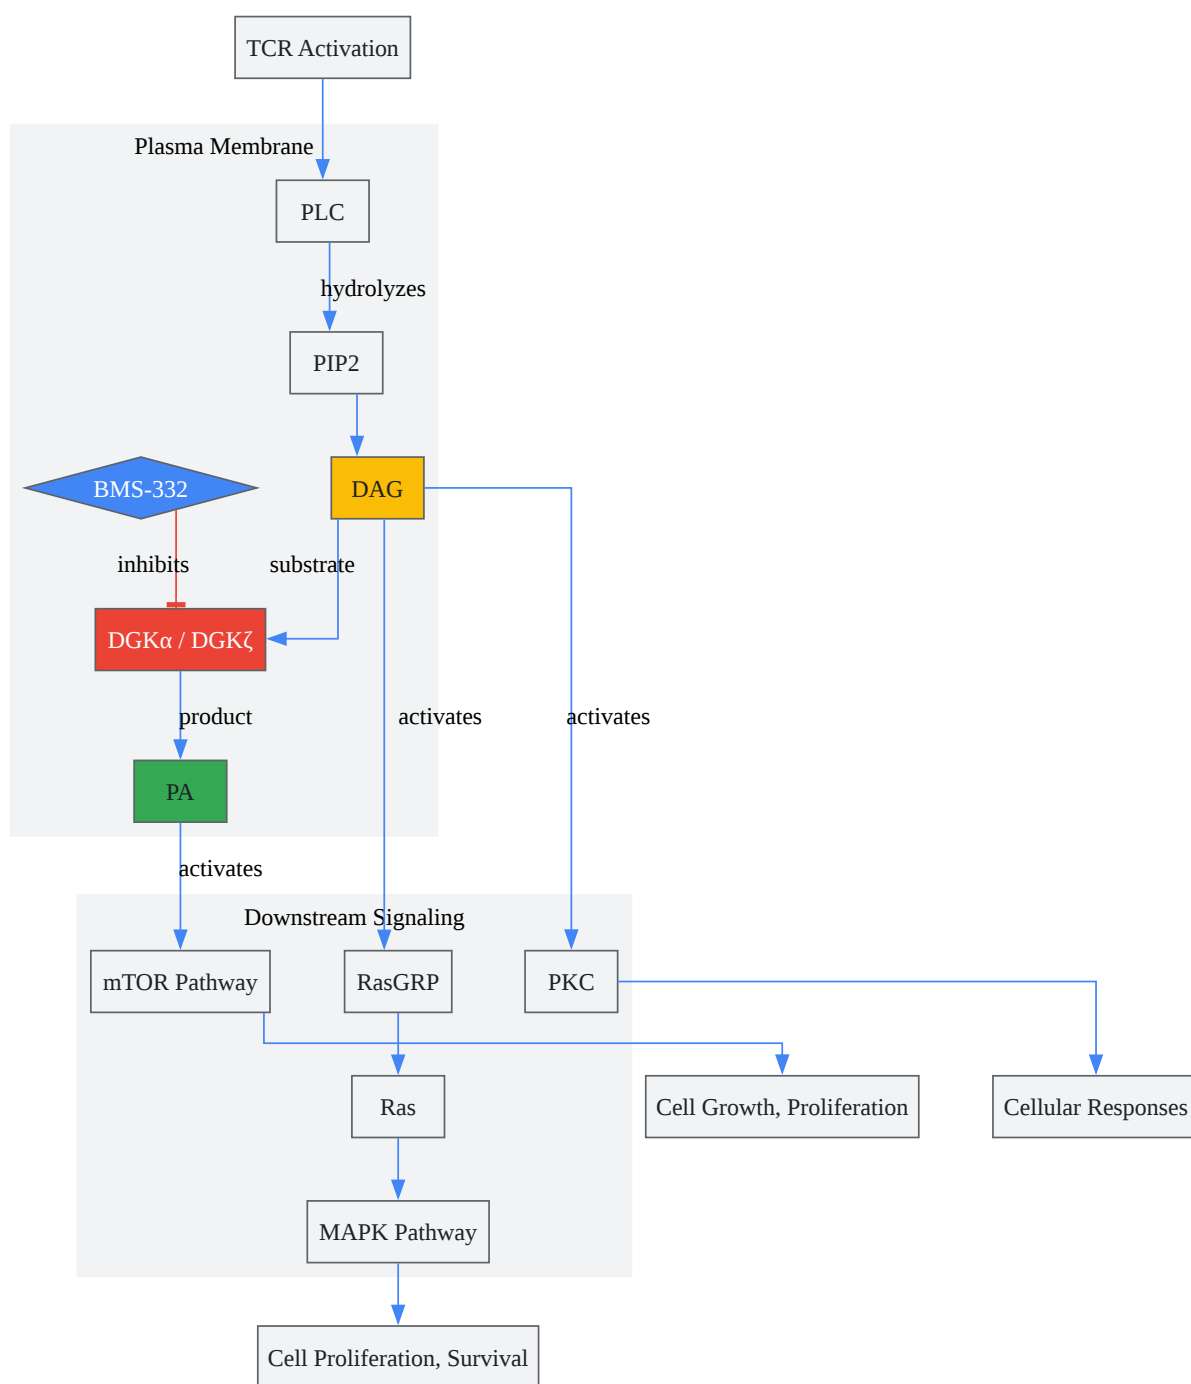 TCR Activation
Plasma Membrane
PLC
hydrolyzes
PIP2
BMS-332
DAG
inhibits
substrate
DGKα / DGKζ
product
activates
activates
PA
activates
Downstream Signaling
mTOR Pathway
RasGRP
PKC
Ras
Cell Growth, Proliferation
Cellular Responses
MAPK Pathway
Cell Proliferation, Survival